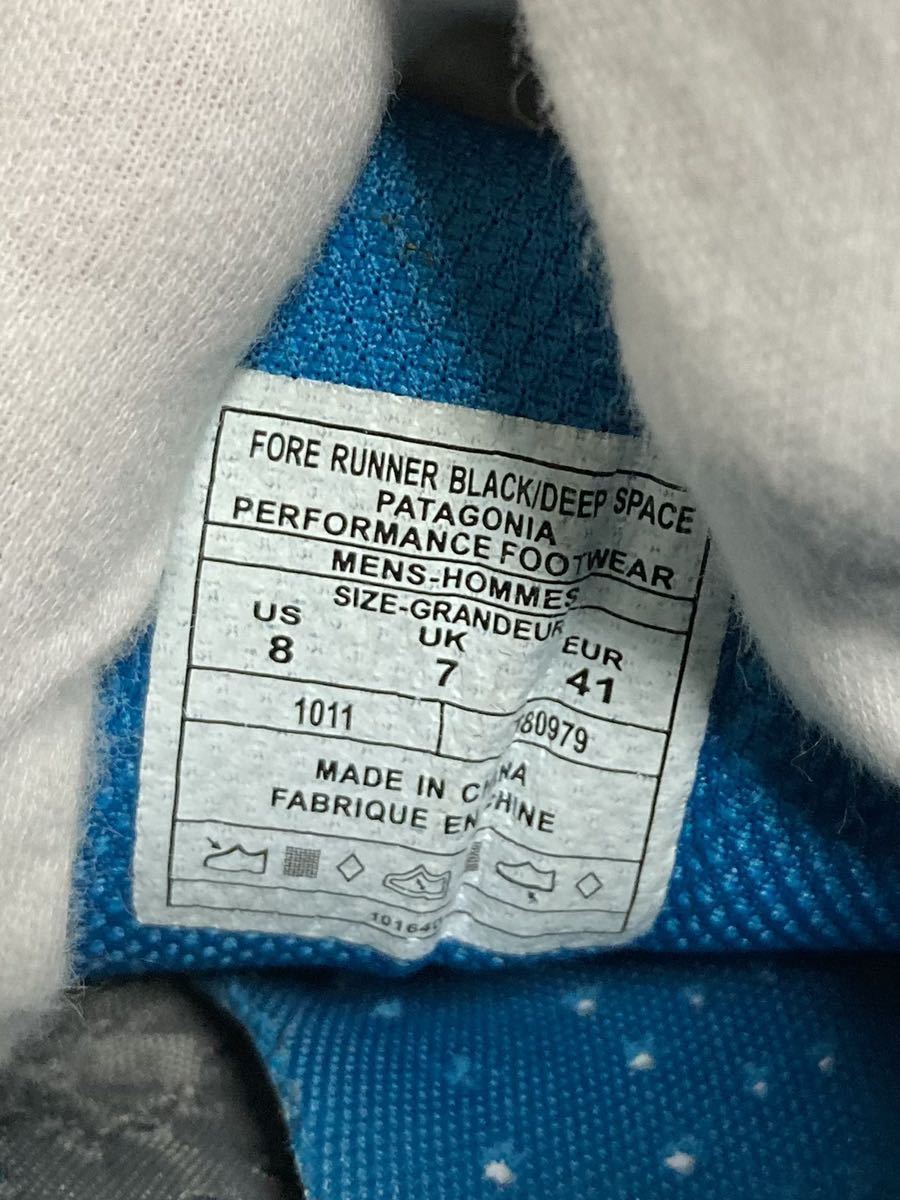 FORE RUNNER BLACK/DEEP SPACE
PATAGONIA
PERFORMANCE FOOTWEAR
MENS-HOMMES
SIZE-GRANDEUR
US UK EUR
8 7 41
1011
MADE IN CHINA
FABRIQUE EN CHINE